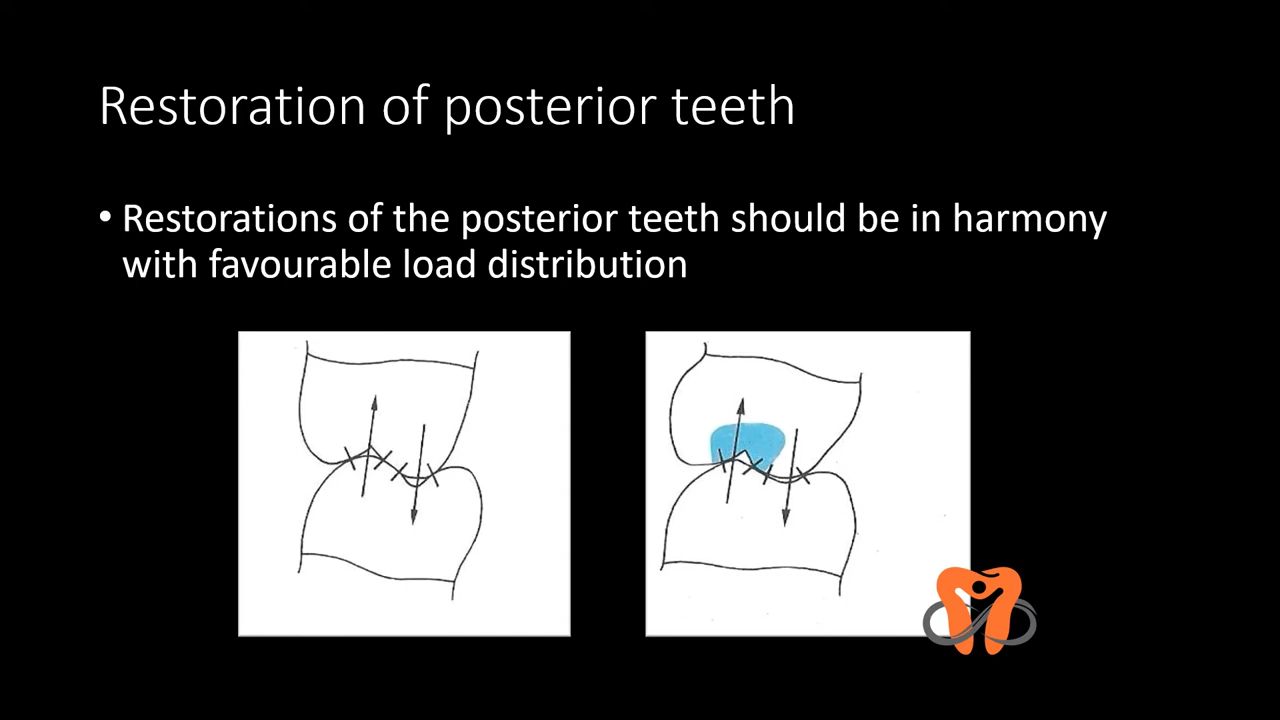 Restoration of posterior teeth
• Restorations of the posterior teeth should be in harmony
with favourable load distribution